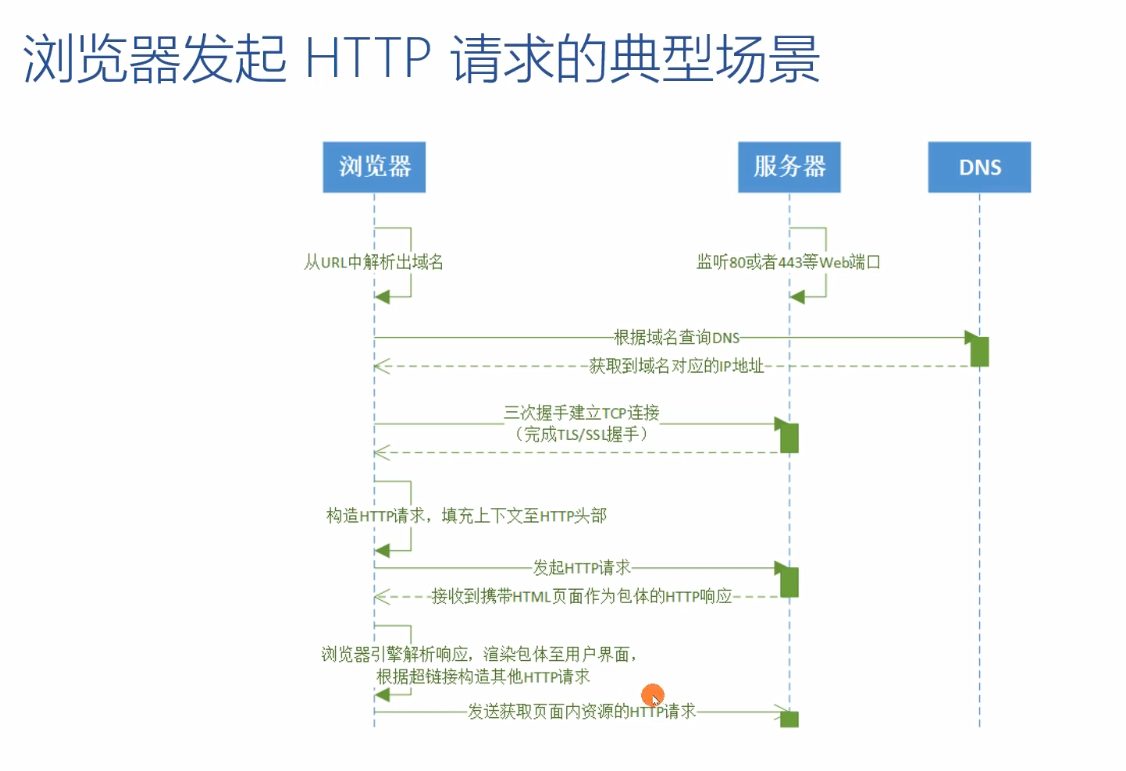 浏览器发起 HTTP 请求的典型场景
浏览器
服务器
DNS
从URL中解析出域名
监听80或者443等Web端口
根据域名查询DNS
获取到域名对应的IP地址
三次握手建立TCP连接
（完成TLS/SSL握手）
构造HTTP请求，填充上下文至HTTP头部
发起HTTP请求
接收到携带HTML页面作为包体的HTTP响应
浏览器引擎解析响应，渲染包体至用户界面，
根据超链接构造其他HTTP请求
发送获取页面内资源的HTTP请求